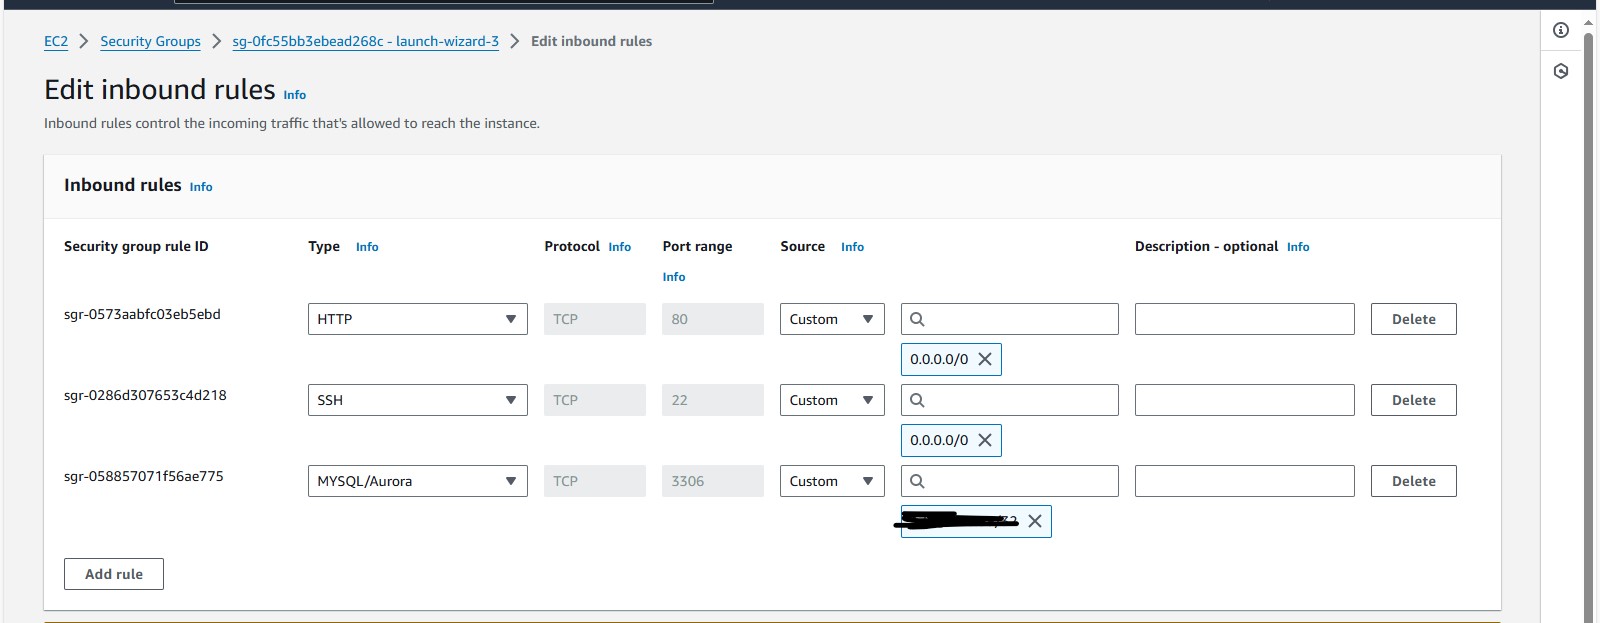 EC2 > Security Groups > sg-0fc55bb3ebead268c - launch-wizard-3 > Edit inbound rules
Edit inbound rules Info
Inbound rules control the incoming traffic that's allowed to reach the instance.
Inbound rules Info
Security group rule ID Type Info Protocol Info Port range Source Info Description - optional Info
Info
sgr-0573aabfc03eb5ebd HTTP TCP 80 Custom Delete
0.0.0.0/0
sgr-0286d307653c4d218 SSH TCP 22 Custom Delete
0.0.0.0/0
sgr-058857071f56ae775 MYSQL/Aurora TCP 3306 Custom Delete
Add rule